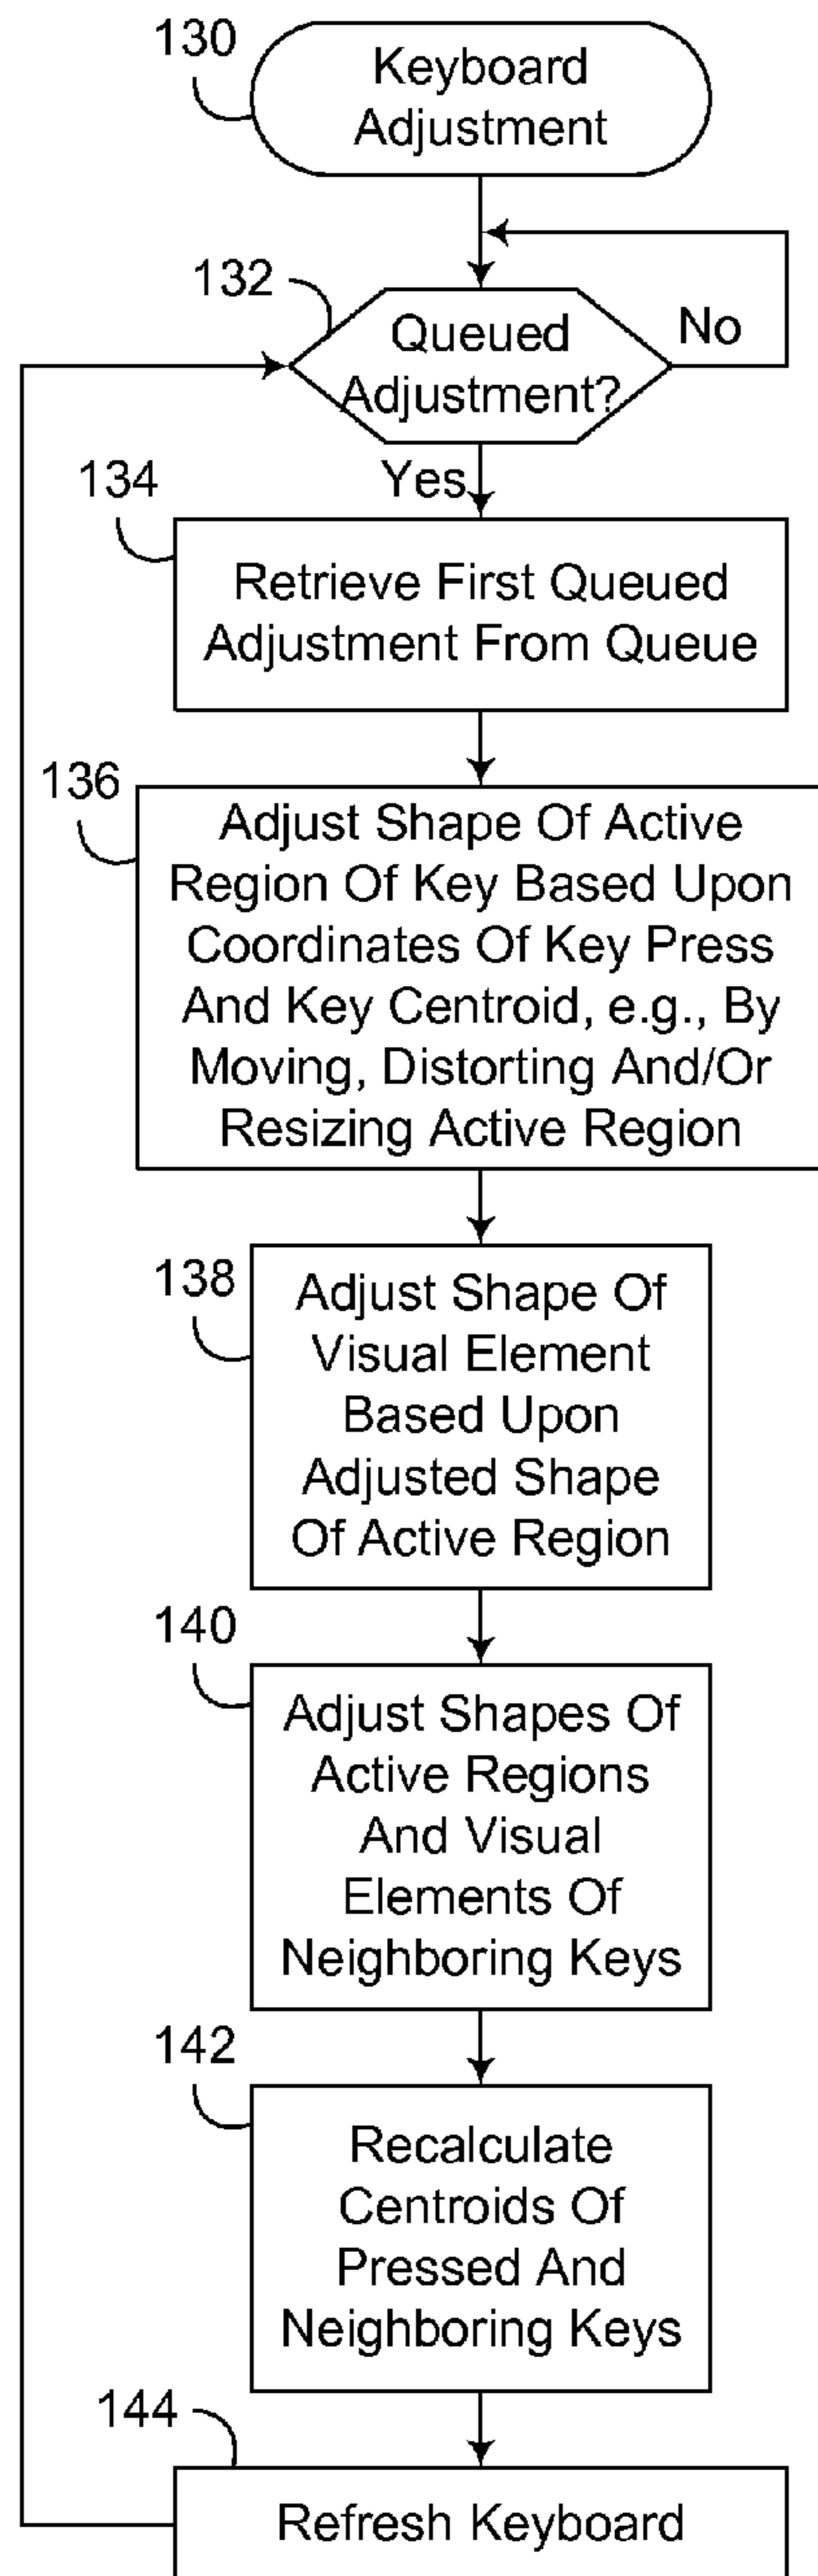 130
Keyboard
Adjustment
132
Queued
Adjustment?
No
Yes
134
Retrieve First Queued
Adjustment From Queue
136
Adjust Shape Of Active
Region Of Key Based Upon
Coordinates Of Key Press
And Key Centroid, e.g., By
Moving, Distorting And/Or
Resizing Active Region
138
Adjust Shape Of
Visual Element
Based Upon
Adjusted Shape
Of Active Region
140
Adjust Shapes Of
Active Regions
And Visual
Elements Of
Neighboring Keys
142
Recalculate
Centroids Of
Pressed And
Neighboring Keys
144
Refresh Keyboard